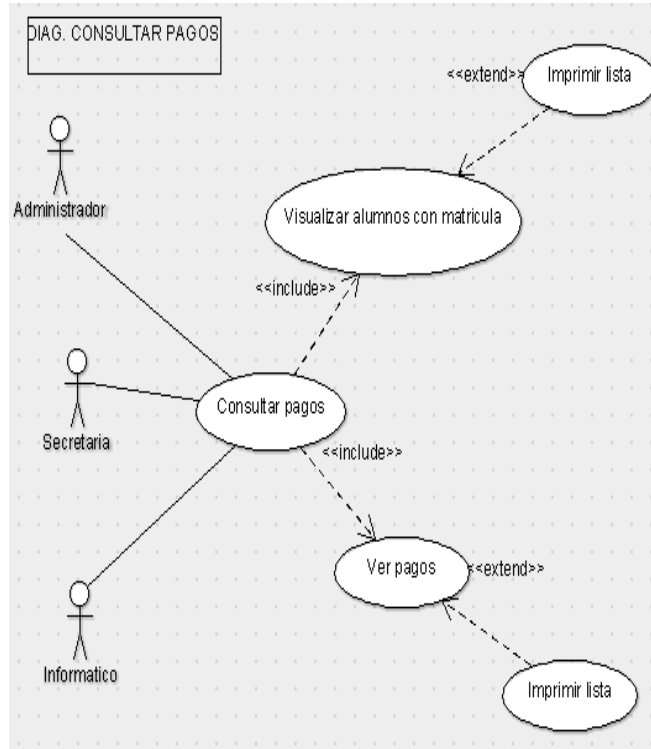 DIAG. CONSULTAR PAGOS
<<extend>>
Imprimir lista
Administrador
Visualizar alumnos con matricula
<<include>>
Secretaria
Consultar pagos
<<include>>
Ver pagos
<<extend>>
Informatico
Imprimir lista